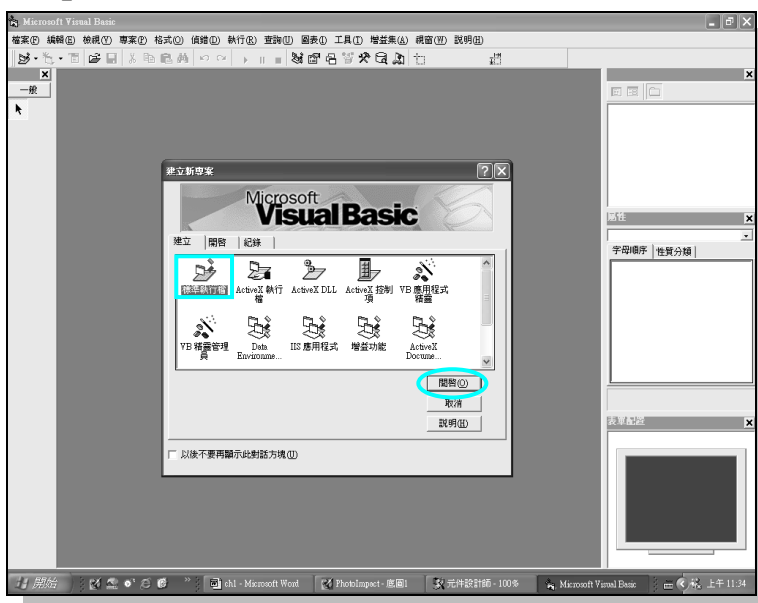 Microsoft Visual Basic
檔案(F) 編輯(E) 檢視(V) 專案(P) 格式(O) 偵錯(D) 執行(R) 查詢(U) 圖表(I) 工具(T) 增益集(A) 視窗(W) 說明(H)
一般
建立新專案
Microsoft
Visual Basic
建立 開啟 紀錄
標準執行檔 ActiveX 執行檔 ActiveX DLL ActiveX 控制項 VB 應用程式精靈
VB 精靈管理員 Data Environme... IIS 應用程式 增益功能 ActiveX Docume...
開啟(O)
取消
說明(H)
以後不要再顯示此對話方塊(U)
屬性
字母順序 性質分類
表單配置
開始 ch1 - Microsoft Word PhotoImpact - 底圖1 元件設計師 - 100% Microsoft Visual Basic 上午 11:34